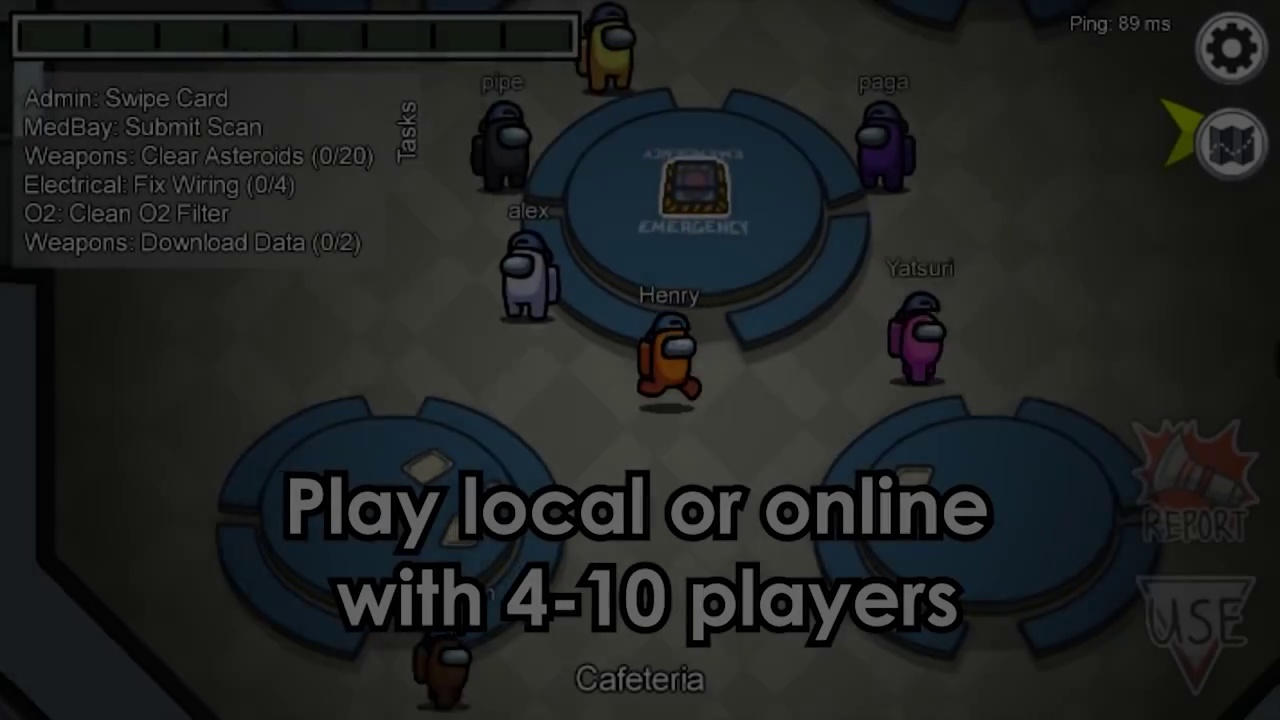 Ping: 89 ms
Admin: Swipe Card
MedBay: Submit Scan
Weapons: Clear Asteroids (0/20)
Electrical: Fix Wiring (0/4)
O2: Clean O2 Filter
Weapons: Download Data (0/2)
Tasks
pipe
paga
EMERGENCY
EMERGENCY
alex
Yatsuri
Henry
Play local or online
with 4-10 players
REPORT
USE
Cafeteria